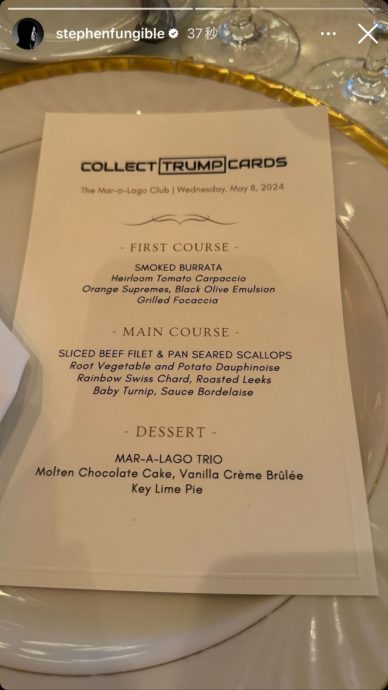 stephenfungible 37秒
COLLECT TRUMP CARDS
The Mar-a-Lago Club | Wednesday, May 8, 2024
- FIRST COURSE -
SMOKED BURRATA
Heirloom Tomato Carpaccio
Orange Supremes, Black Olive Emulsion
Grilled Focaccia
- MAIN COURSE -
SLICED BEEF FILET & PAN SEARED SCALLOPS
Root Vegetable and Potato Dauphinoise
Rainbow Swiss Chard, Roasted Leeks
Baby Turnip, Sauce Bordelaise
- DESSERT -
MAR-A-LAGO TRIO
Molten Chocolate Cake, Vanilla Crème Brûlée
Key Lime Pie